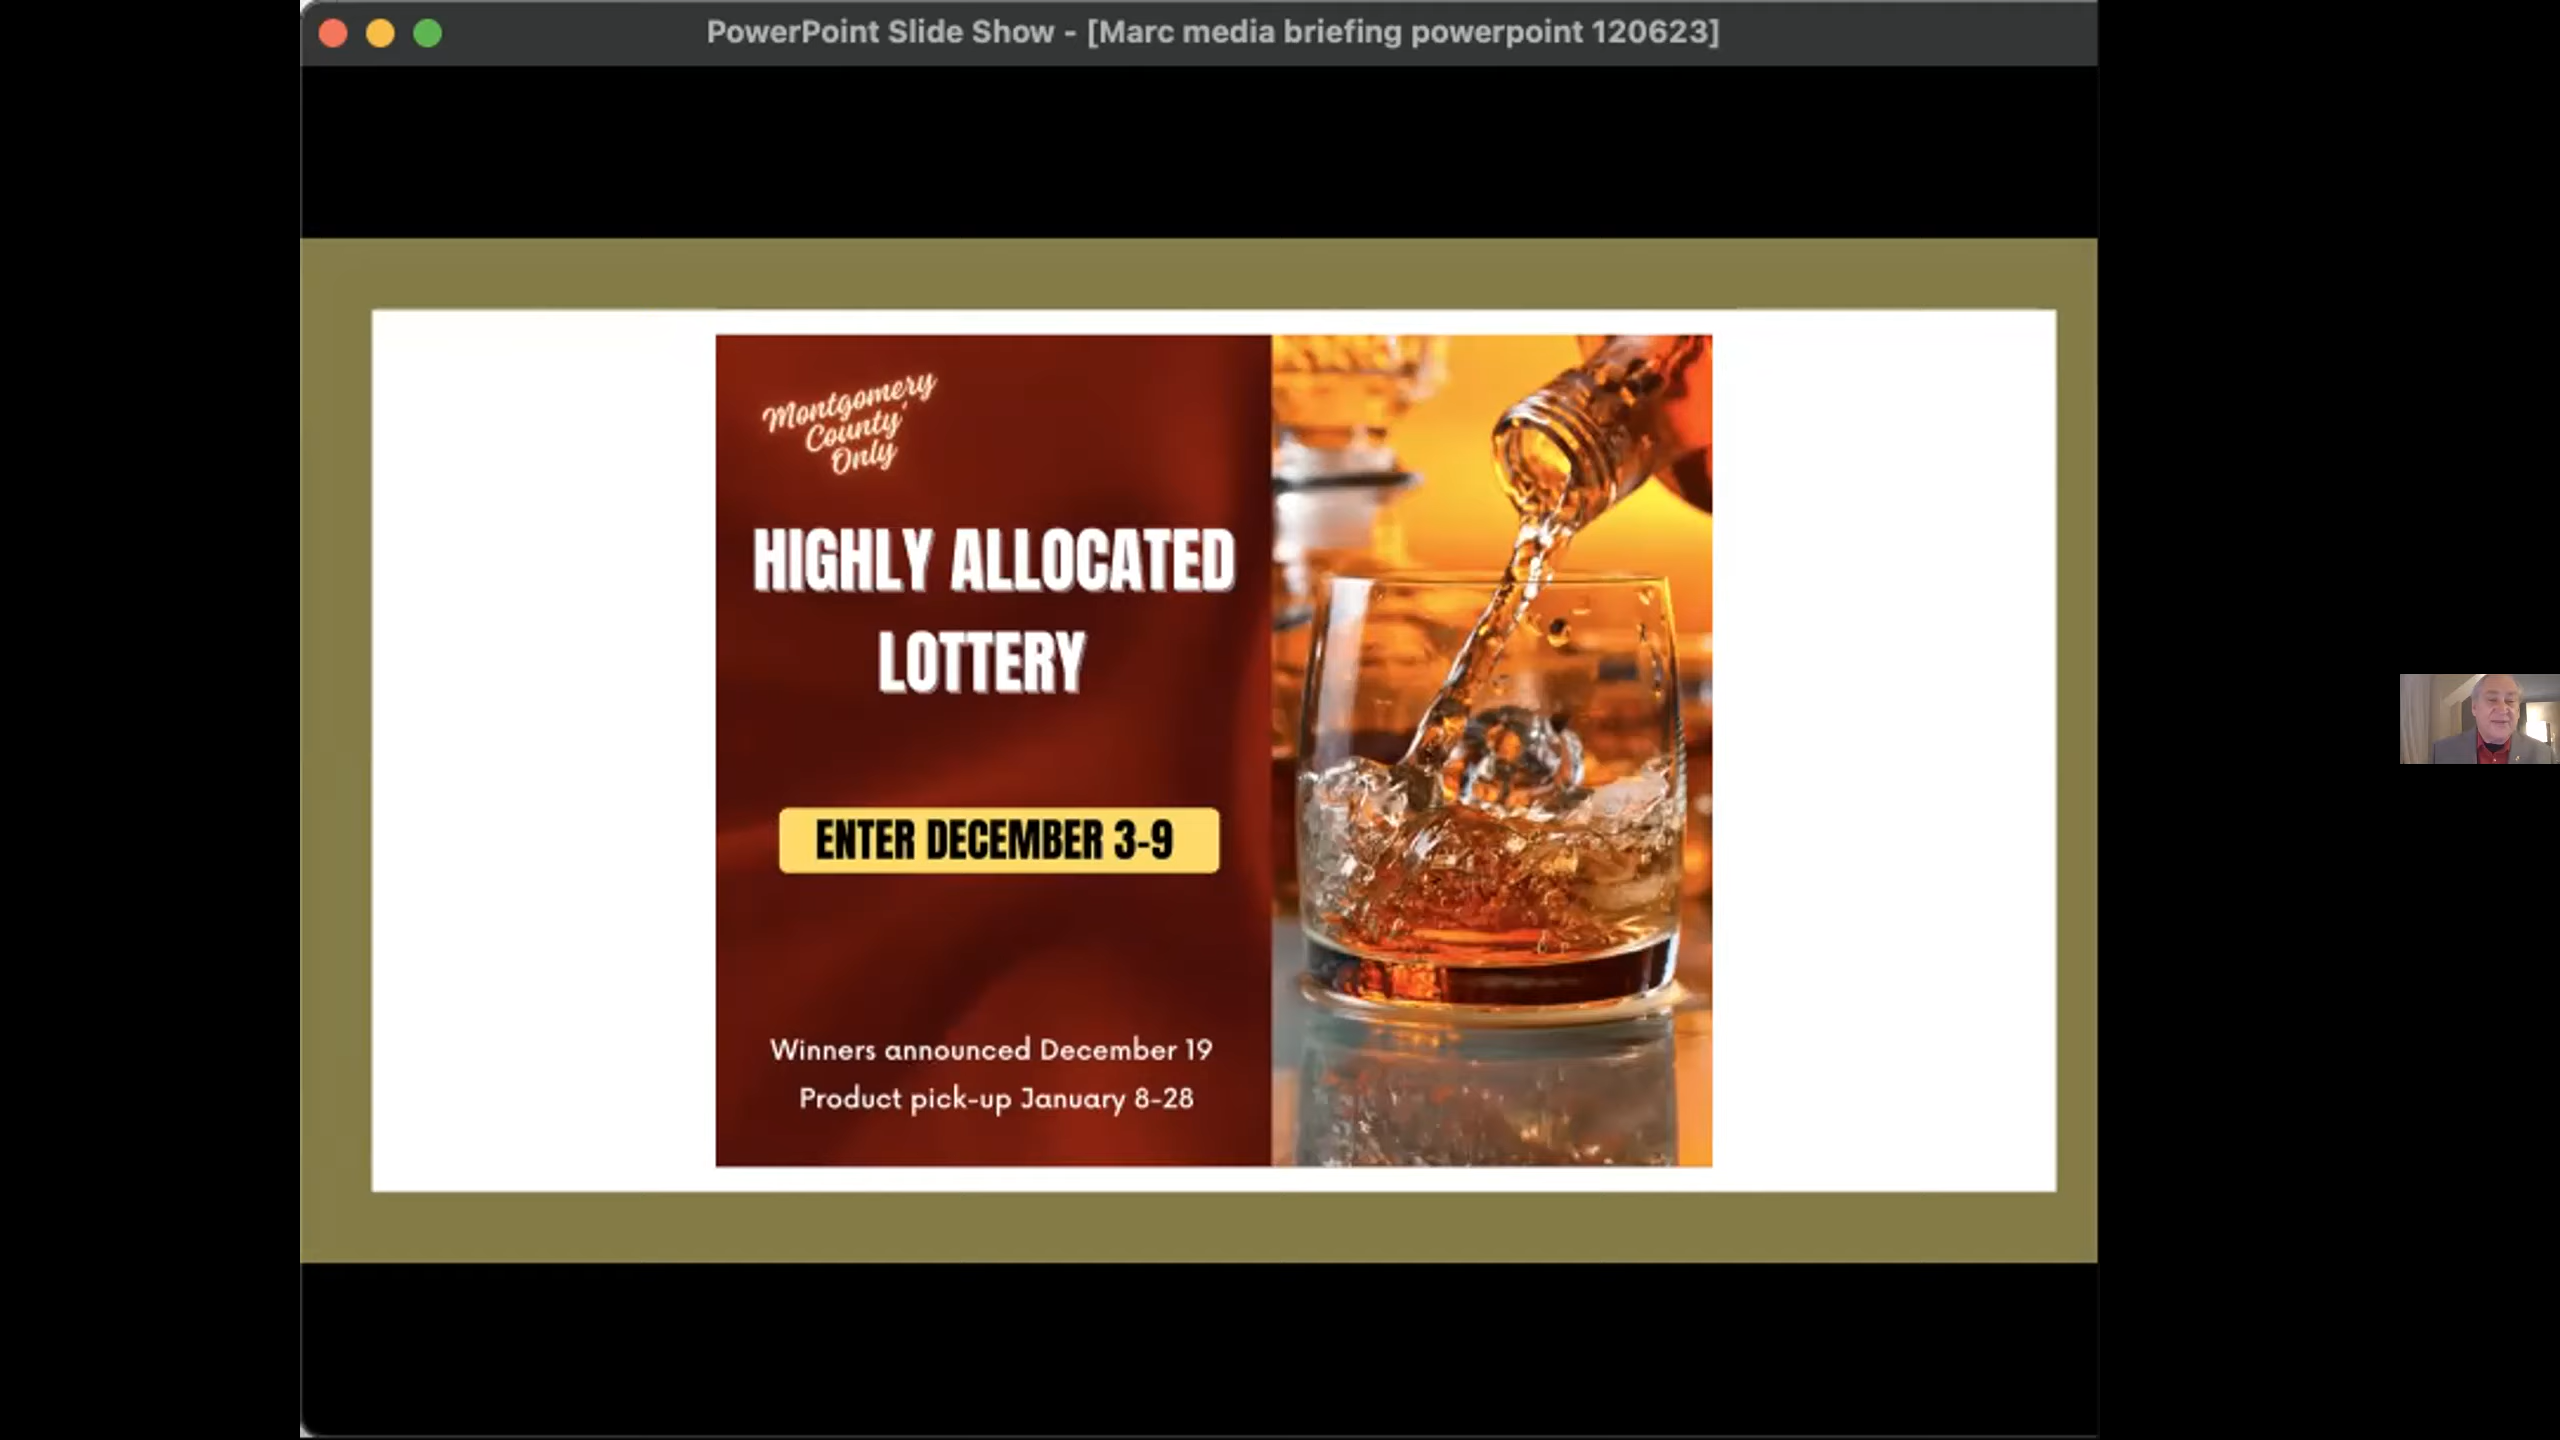 PowerPoint Slide Show - [Marc media briefing powerpoint 120623]
Montgomery
County
Only
HIGHLY ALLOCATED
LOTTERY
ENTER DECEMBER 3-9
Winners announced December 19
Product pick-up January 8-28